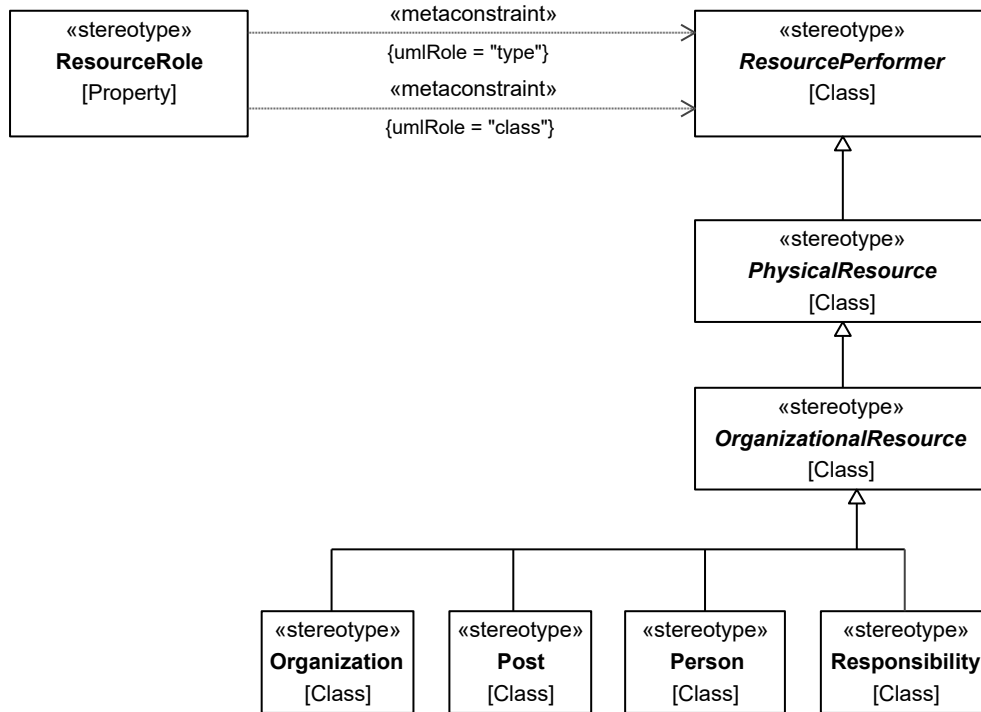 «stereotype»
ResourceRole
[Property]
«metaconstraint»
{umlRole = "type"}
«metaconstraint»
{umlRole = "class"}
«stereotype»
ResourcePerformer
[Class]
«stereotype»
PhysicalResource
[Class]
«stereotype»
OrganizationalResource
[Class]
«stereotype»
Organization
[Class]
«stereotype»
Post
[Class]
«stereotype»
Person
[Class]
«stereotype»
Responsibility
[Class]